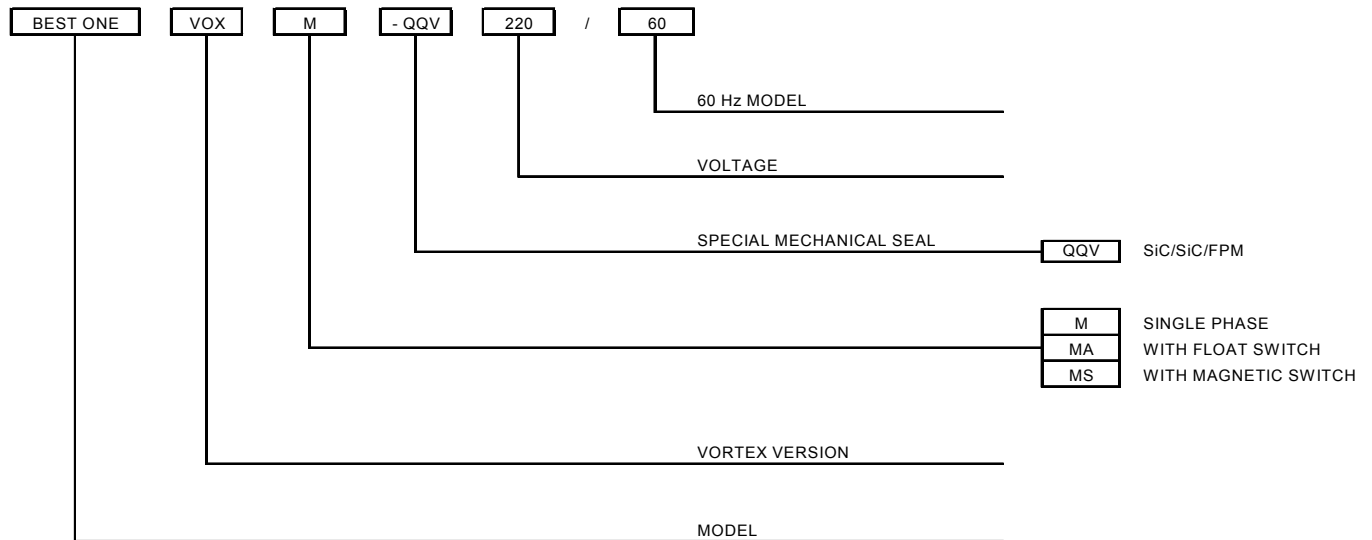 BEST ONE VOX M - QQV 220 / 60
60 Hz MODEL
VOLTAGE
SPECIAL MECHANICAL SEAL QQV SiC/SiC/FPM
M SINGLE PHASE
MA WITH FLOAT SWITCH
MS WITH MAGNETIC SWITCH
VORTEX VERSION
MODEL